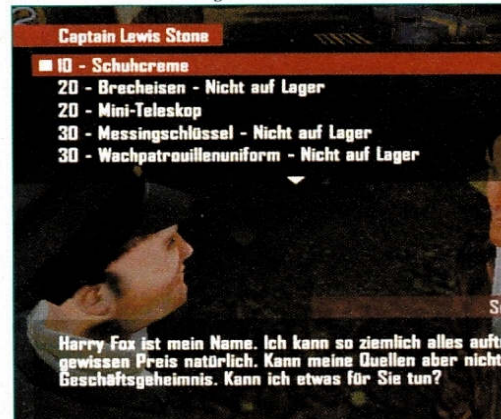 Captain Lewis Stone
10 - Schuhcreme
20 - Brecheisen - Nicht auf Lager
20 - Mini-Teleskop
30 - Messingschlüssel - Nicht auf Lager
30 - Wachpatrouillenuniform - Nicht auf Lager
Harry Fox ist mein Name. Ich kann so ziemlich alles
gewissen Preis natürlich. Kann meine Quellen aber nicht
Geschäftsgeheimnis. Kann ich etwas für Sie tun?